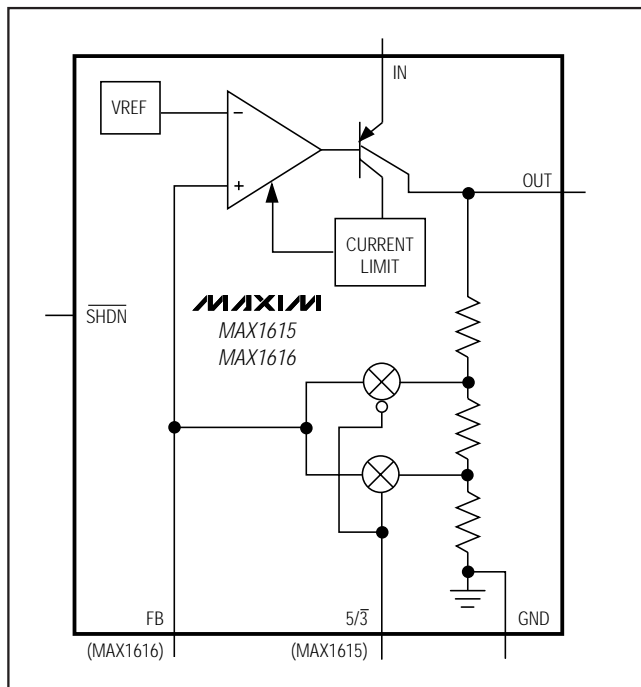 IN
VREF
−
+
OUT
CURRENT
LIMIT
MAXIM
SHDN
MAX1615
MAX1616
FB
5/3
GND
(MAX1616)
(MAX1615)